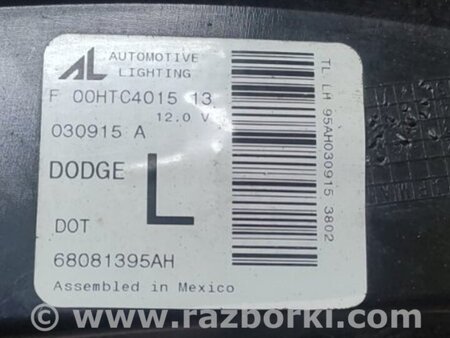 AL AUTOMOTIVE
LIGHTING
F 00HTC4015 13
12.0 V
030915 A
DODGE L
DOT
68081395AH
Assembled in Mexico
TL LH 95AH030915 3802
© www.razborki.com